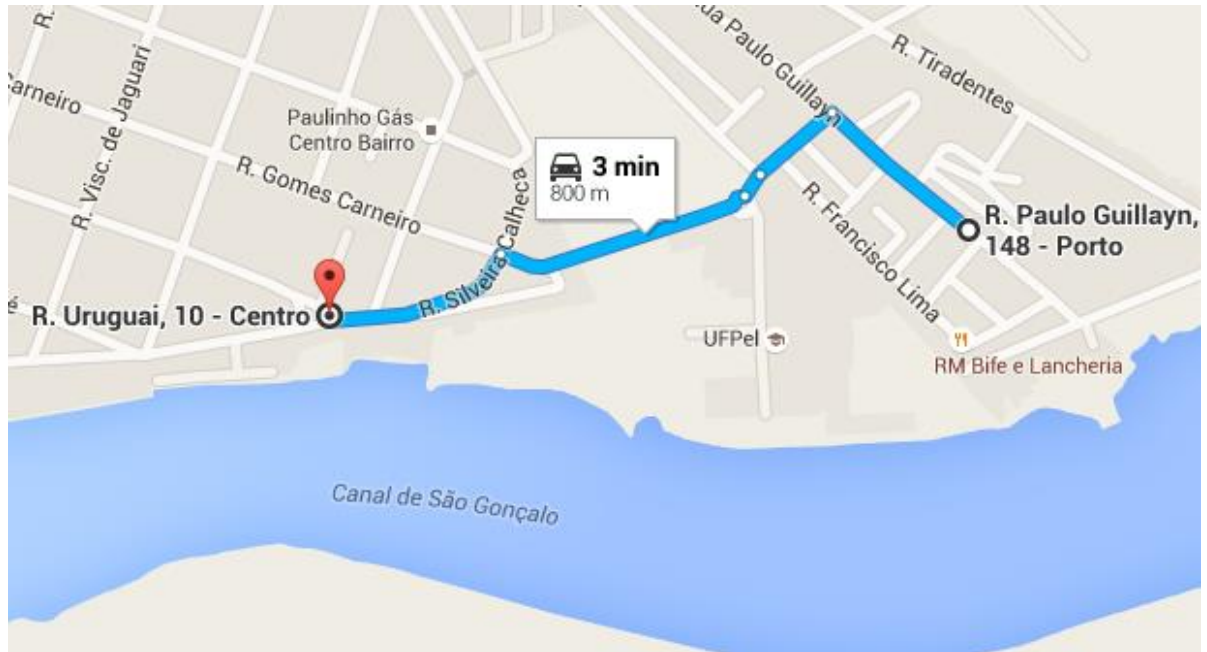 R.
Carneiro
R. Visc. de Jaguari
Paulinho Gás
Centro Bairro
R. Gomes Carneiro
R. Silveira Calheca
3 min
800 m
Rua Paulo Guillayn
R. Tiradentes
R. Francisco Lima
R. Paulo Guillayn,
148 - Porto
R. Uruguai, 10 - Centro
UFPel
RM Bife e Lancheria
Canal de São Gonçalo